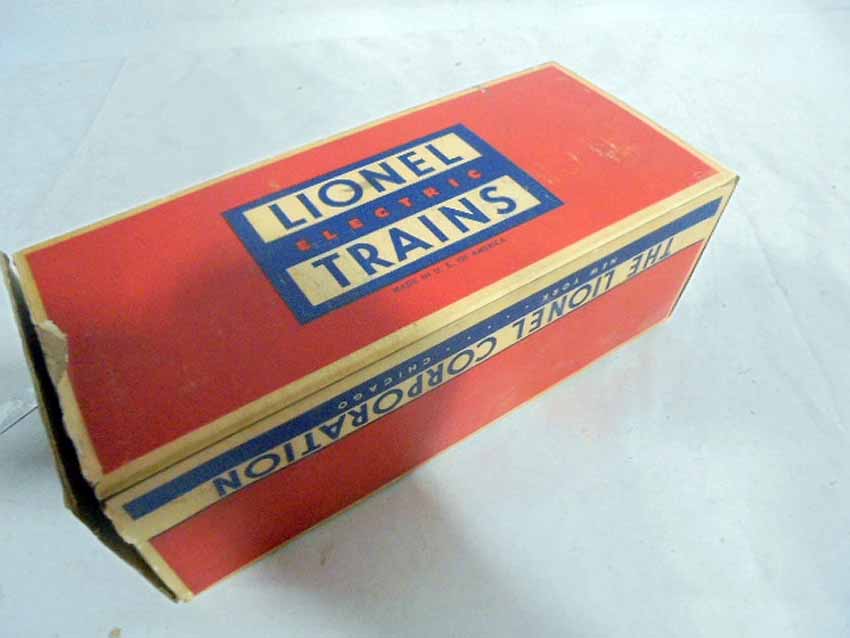 LIONEL
ELECTRIC
TRAINS
MADE IN U. S. OF AMERICA
THE LIONEL CORPORATION
NEW YORK . . . . . CHICAGO